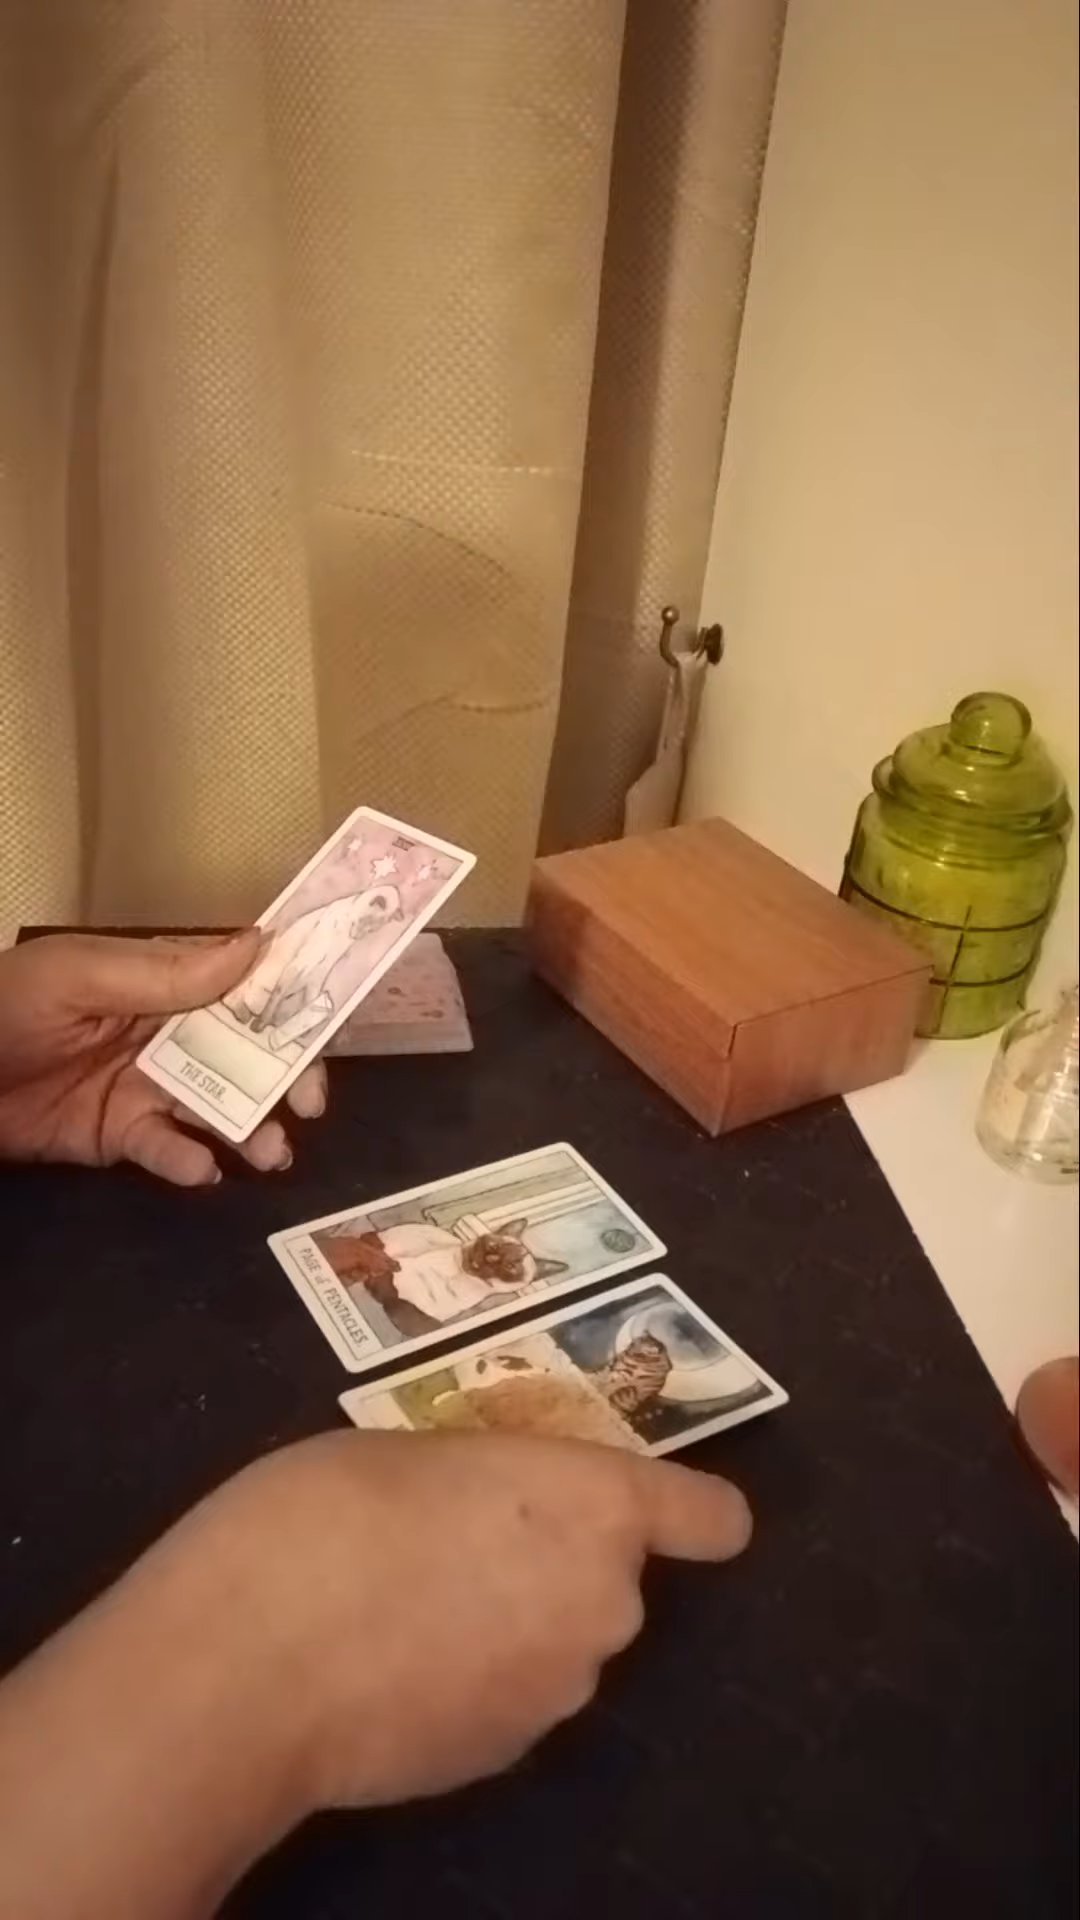 THE STAR.
PAGE of PENTACLES.